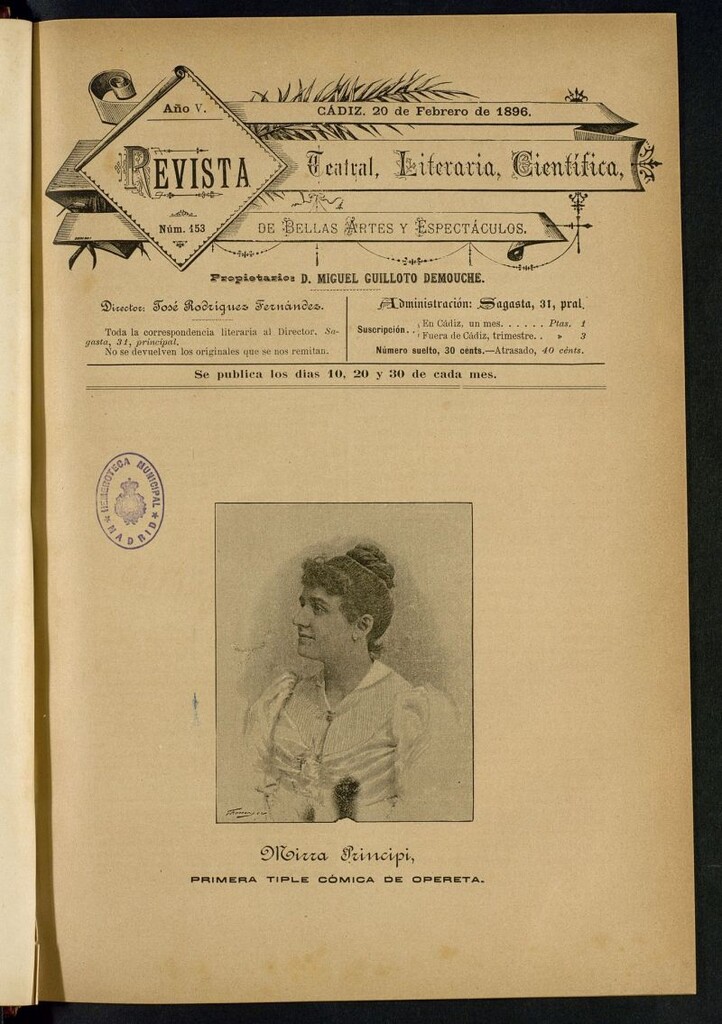 Año V.
CÁDIZ. 20 de Febrero de 1896.
REVISTA
Teatral, Literaria, Científica,
Núm. 153
DE BELLAS ARTES Y ESPECTÁCULOS.
Propietario: D. MIGUEL GUILLOTO DEMOUCHE.
Director: José Rodríguez Fernández.
Toda la correspondencia literaria al Director, Sa-
gasta, 31, principal.
No se devuelven los originales que se nos remitan.
Administración: Sagasta, 31, pral.
Suscripción. . { En Cádiz, un mes. . . . . . Ptas. 1
Fuera de Cádiz, trimestre. . » 3
Número suelto, 30 cents.—Atrasado, 40 cénts.
Se publica los días 10, 20 y 30 de cada mes.
HEMEROTECA MUNICIPAL
MADRID
Mirra Principi,
PRIMERA TIPLE CÓMICA DE OPERETA.